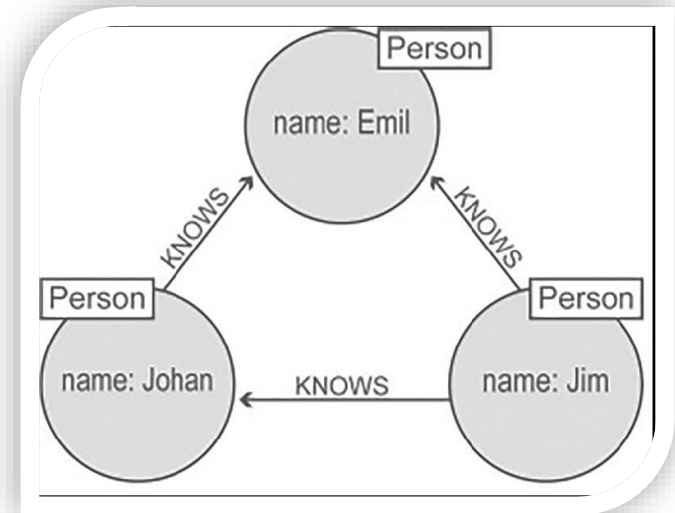 Person
name: Emil
KNOWS
KNOWS
Person
Person
name: Johan
KNOWS
name: Jim